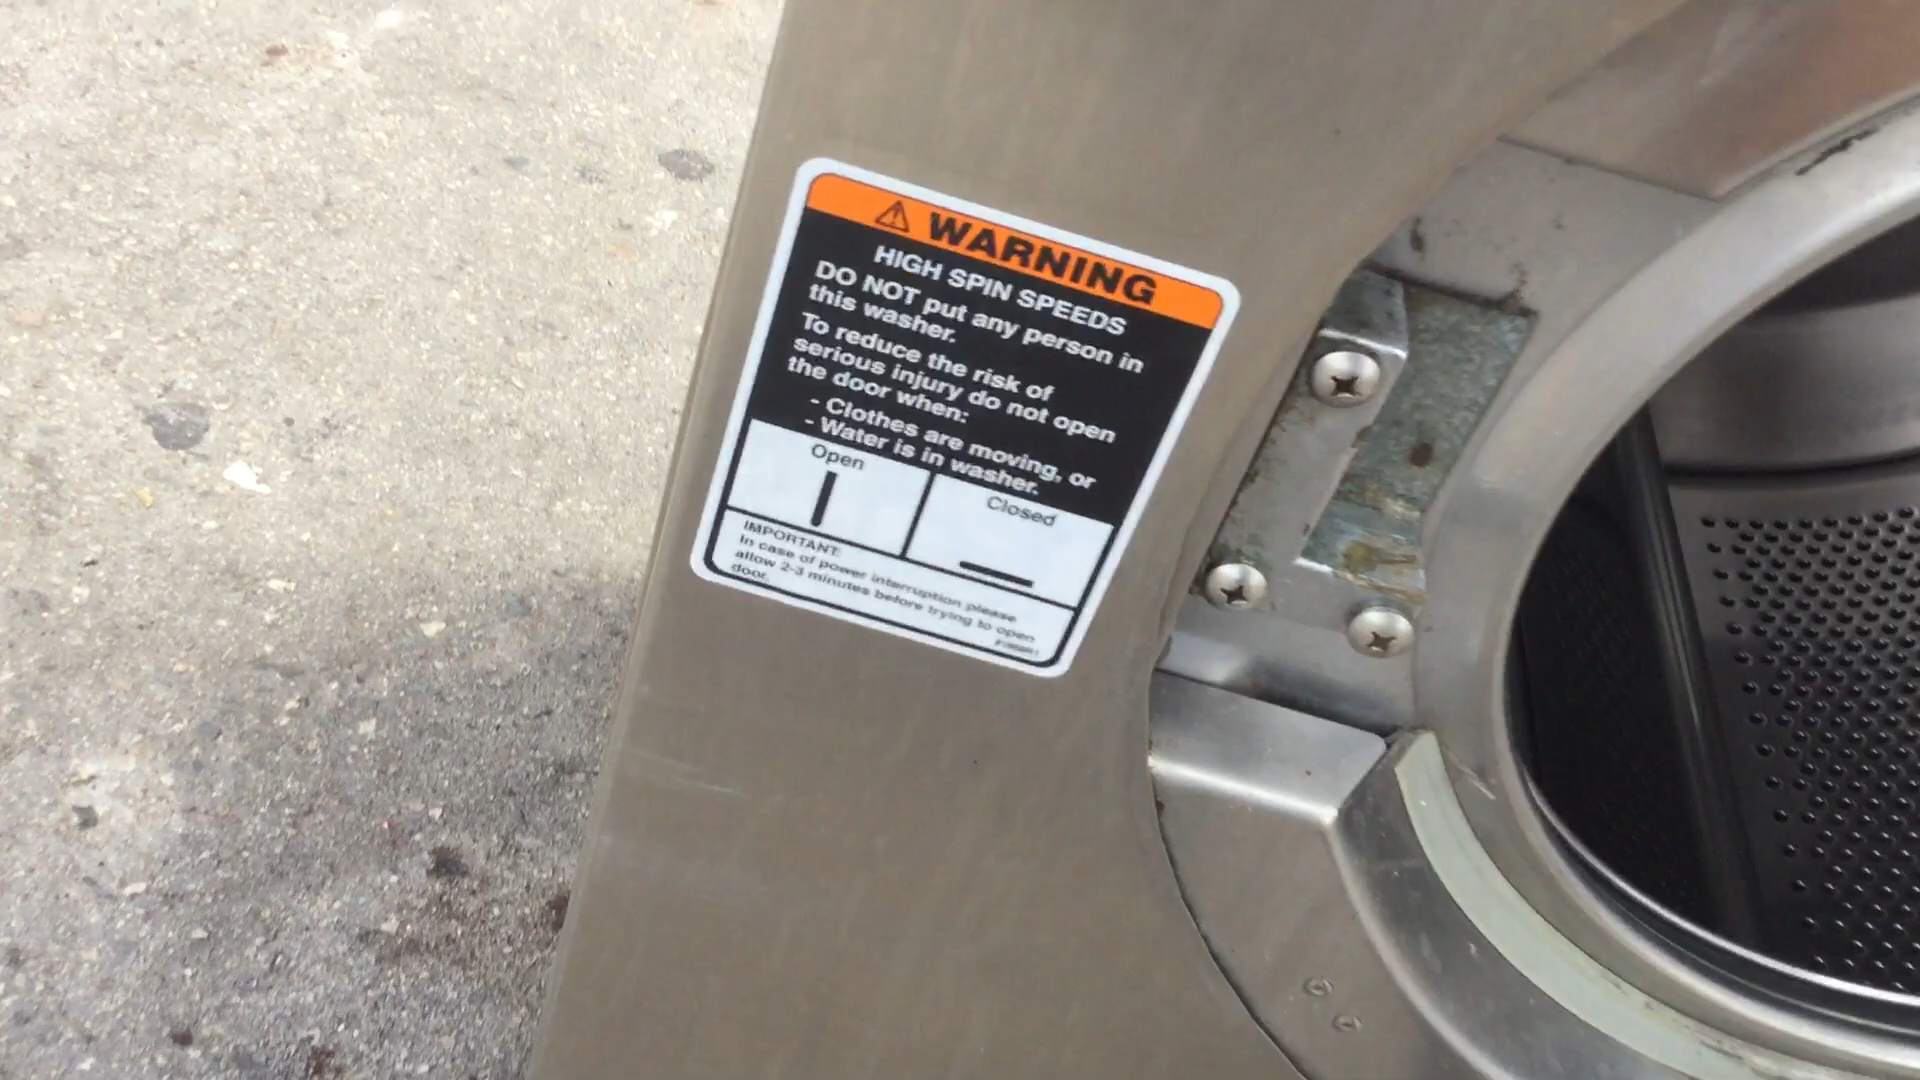 WARNING
HIGH SPIN SPEEDS
DO NOT put any person in
this washer.
To reduce the risk of
serious injury do not open
the door when:
- Clothes are moving, or
- Water is in washer.
Open
Closed
IMPORTANT:
In case of power interruption please
allow 2-3 minutes before trying to open
door.